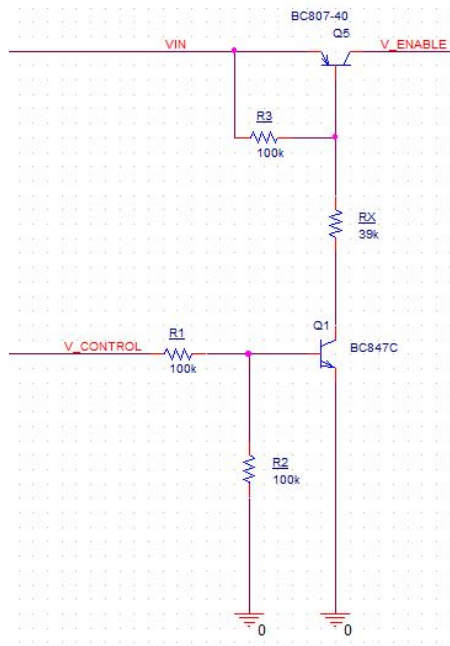 BC807-40
Q5
VIN
V_ENABLE
R3
100k
RX
39k
Q1
V_CONTROL
R1
BC847C
100k
R2
100k
0
0